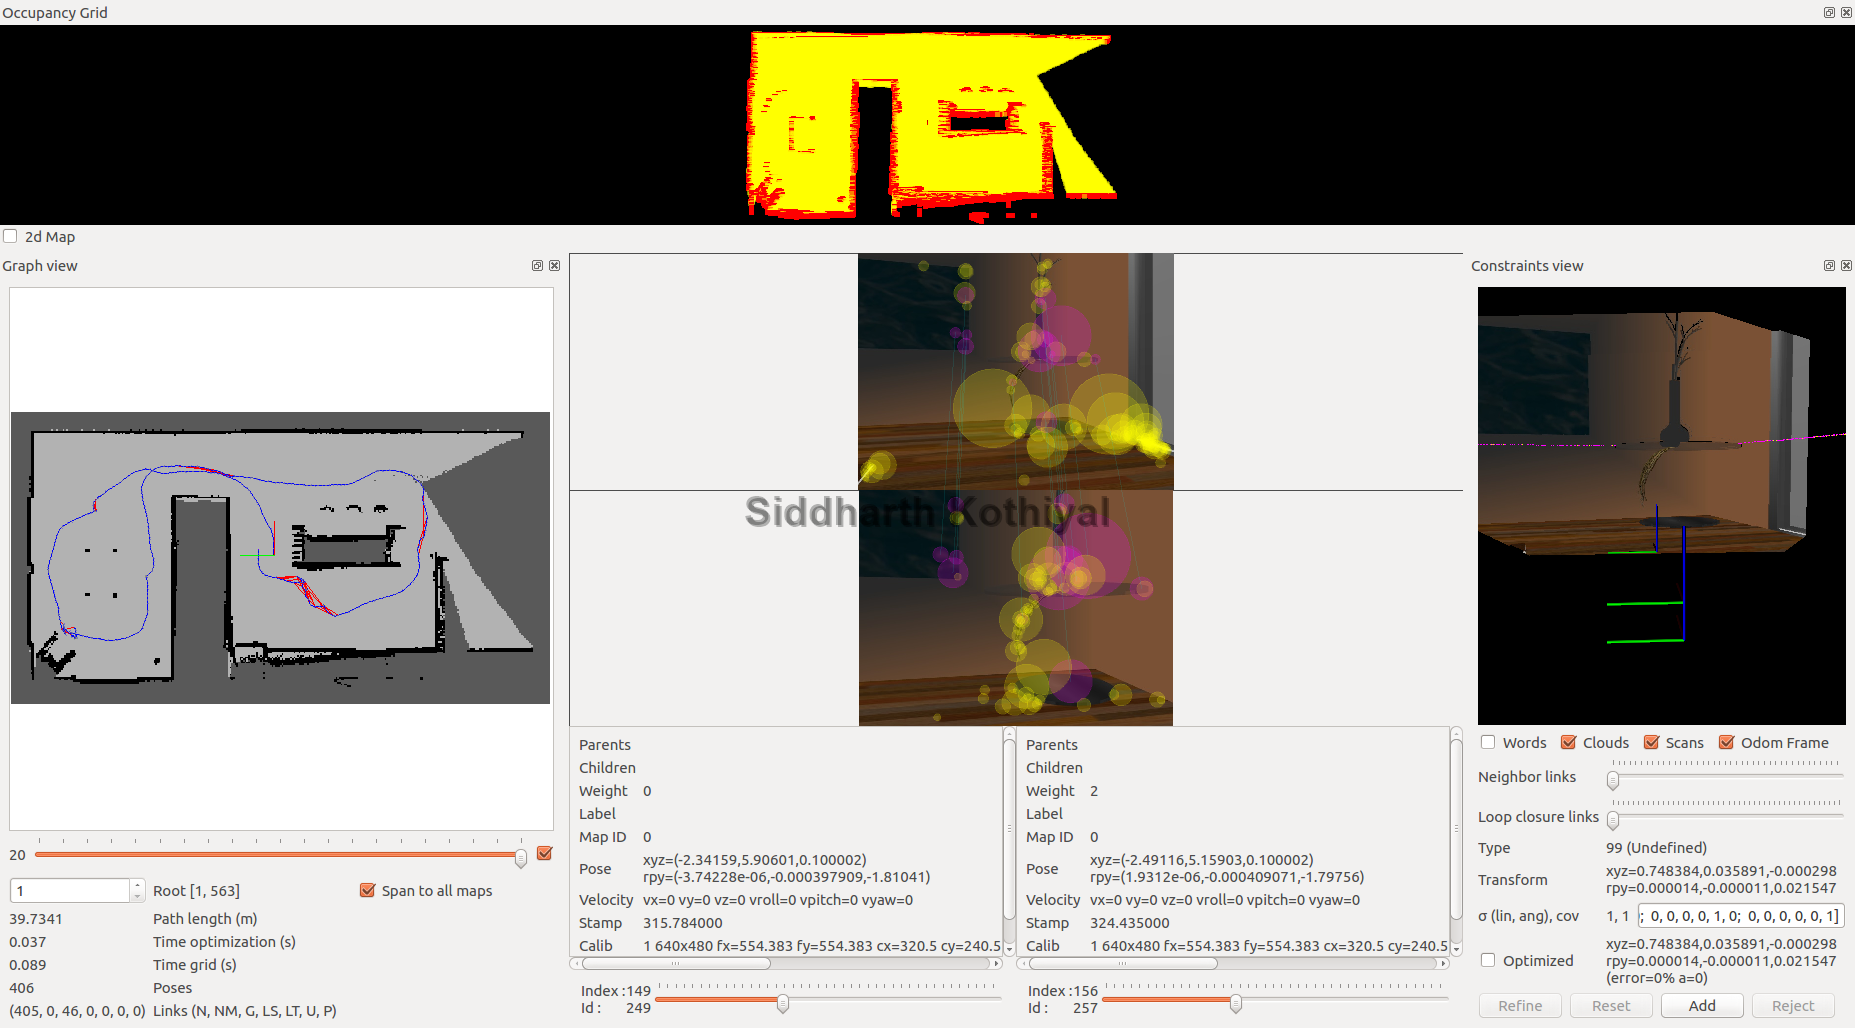 Occupancy Grid
2d Map
Graph view
Constraints view
Siddharth Kothiyal
20
1 Root [1, 563] Span to all maps
39.7341 Path length (m)
0.037 Time optimization (s)
0.089 Time grid (s)
406 Poses
(405, 0, 46, 0, 0, 0, 0) Links (N, NM, G, LS, LT, U, P)
Parents
Children
Weight 0
Label
Map ID 0
Pose xyz=(-2.34159,5.90601,0.100002)
rpy=(-3.74228e-06,-0.000397909,-1.81041)
Velocity vx=0 vy=0 vz=0 vroll=0 vpitch=0 vyaw=0
Stamp 315.784000
Calib 1 640x480 fx=554.383 fy=554.383 cx=320.5 cy=240.5
Index :149
Id : 249
Parents
Children
Weight 2
Label
Map ID 0
Pose xyz=(-2.49116,5.15903,0.100002)
rpy=(1.9312e-06,-0.000409071,-1.79756)
Velocity vx=0 vy=0 vz=0 vroll=0 vpitch=0 vyaw=0
Stamp 324.435000
Calib 1 640x480 fx=554.383 fy=554.383 cx=320.5 cy=240.5
Index :156
Id : 257
Words Clouds Scans Odom Frame
Neighbor links
Loop closure links
Type 99 (Undefined)
Transform xyz=0.748384,0.035891,-0.000298
rpy=0.000014,-0.000011,0.021547
σ (lin, ang), cov 1, 1 ; 0, 0, 0, 0, 1, 0; 0, 0, 0, 0, 0, 1]
Optimized xyz=0.748384,0.035891,-0.000298
rpy=0.000014,-0.000011,0.021547
(error=0% a=0)
Refine Reset Add Reject